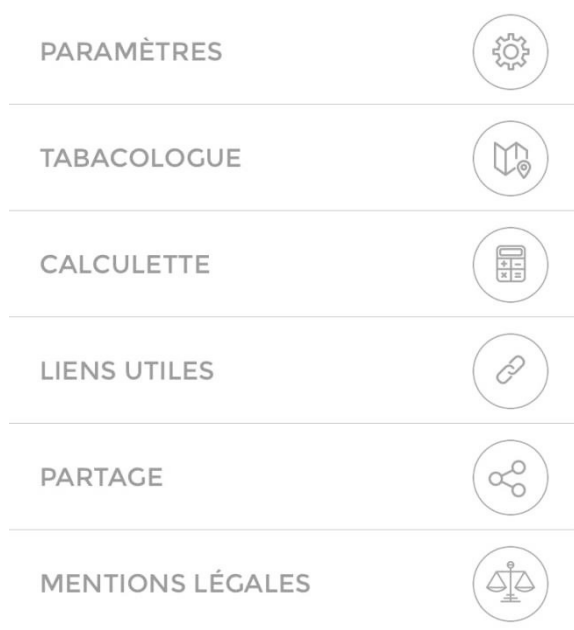 PARAMÈTRES
TABACOLOGUE
CALCULETTE
LIENS UTILES
PARTAGE
MENTIONS LÉGALES